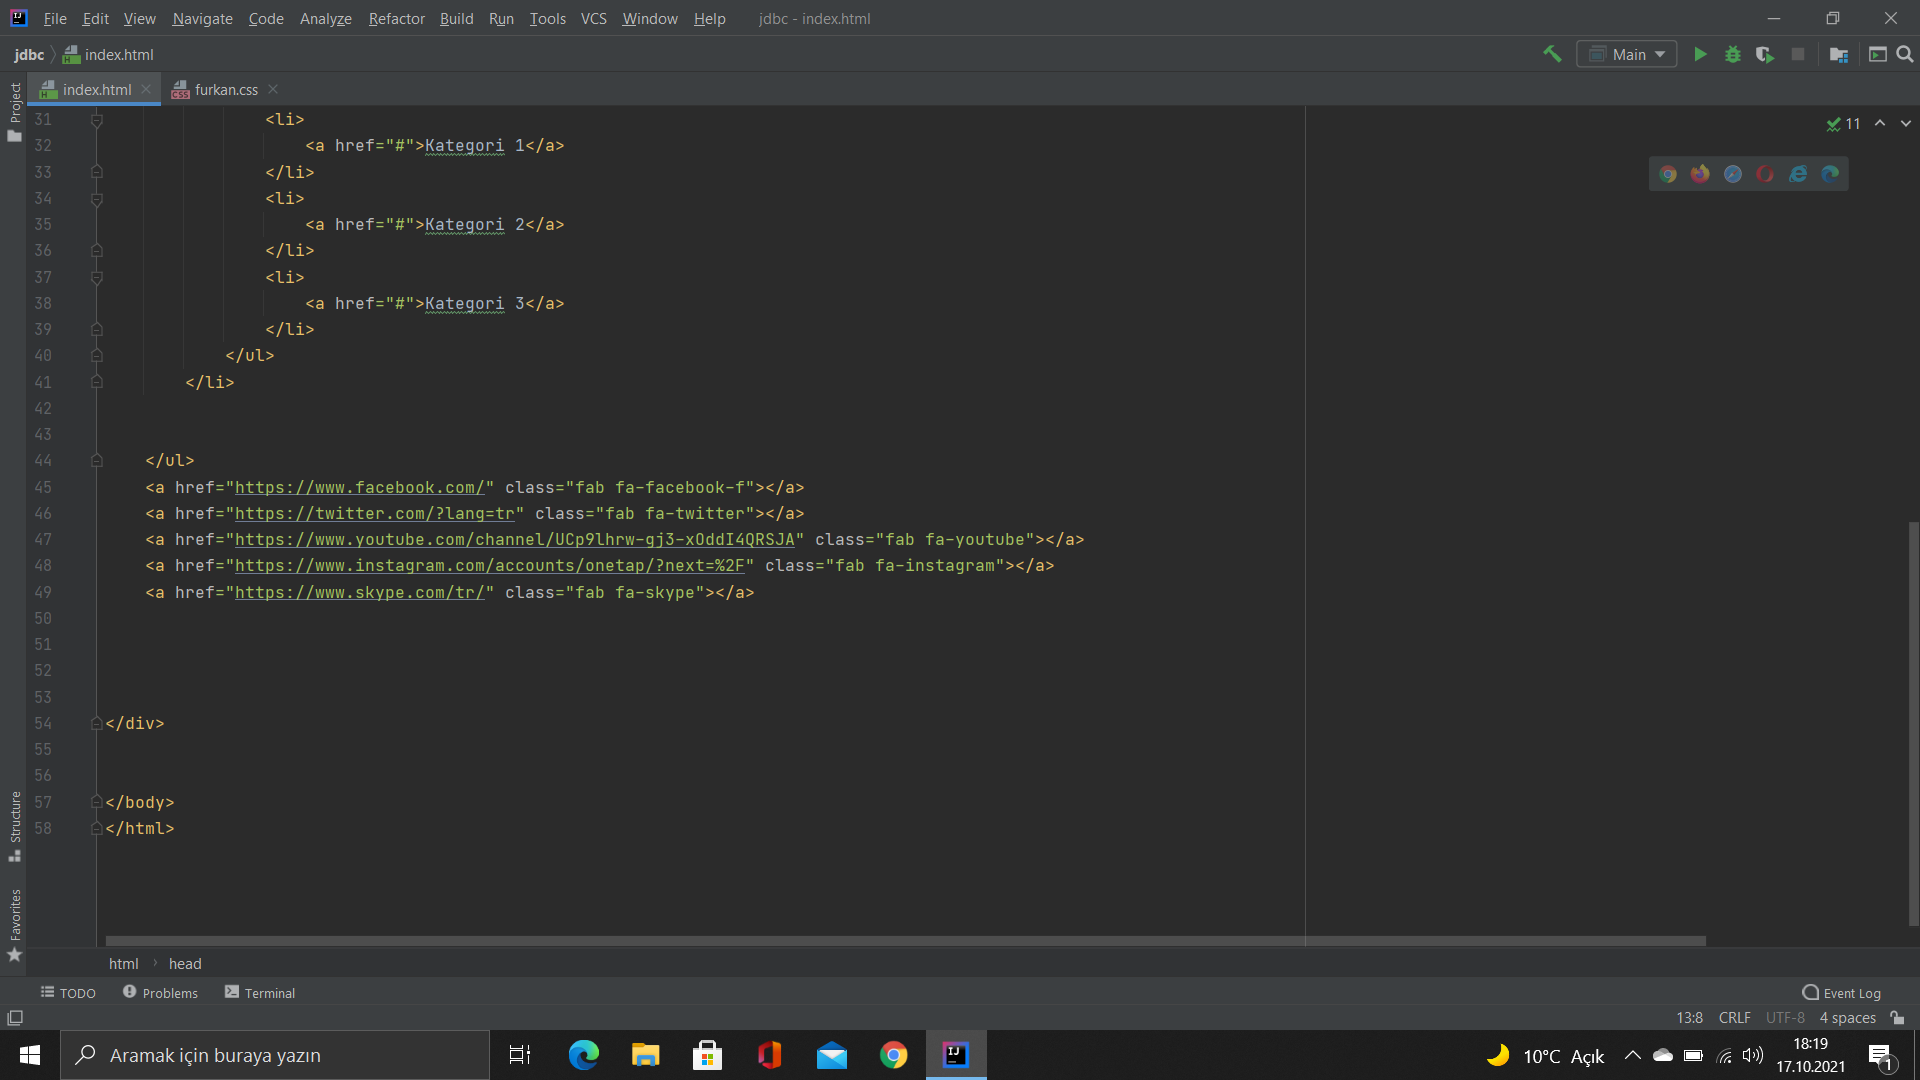 File Edit View Navigate Code Analyze Refactor Build Run Tools VCS Window Help jdbc - index.html
jdbc index.html Main
index.html furkan.css
Project
31 <li>
32 <a href="#">Kategori 1</a>
33 </li>
34 <li>
35 <a href="#">Kategori 2</a>
36 </li>
37 <li>
38 <a href="#">Kategori 3</a>
39 </li>
40 </ul>
41 </li>
42
43
44 </ul>
45 <a href="https://www.facebook.com/" class="fab fa-facebook-f"></a>
46 <a href="https://twitter.com/?lang=tr" class="fab fa-twitter"></a>
47 <a href="https://www.youtube.com/channel/UCp9lhrw-gj3-xOddI4QRSJA" class="fab fa-youtube"></a>
48 <a href="https://www.instagram.com/accounts/onetap/?next=%2F" class="fab fa-instagram"></a>
49 <a href="https://www.skype.com/tr/" class="fab fa-skype"></a>
50
51
52
53
54 </div>
55
56
57 </body>
58 </html>
11
Structure
Favorites
html head
TODO Problems Terminal Event Log
13:8 CRLF UTF-8 4 spaces
Aramak için buraya yazın
10°C Açık
18:19
17.10.2021
1